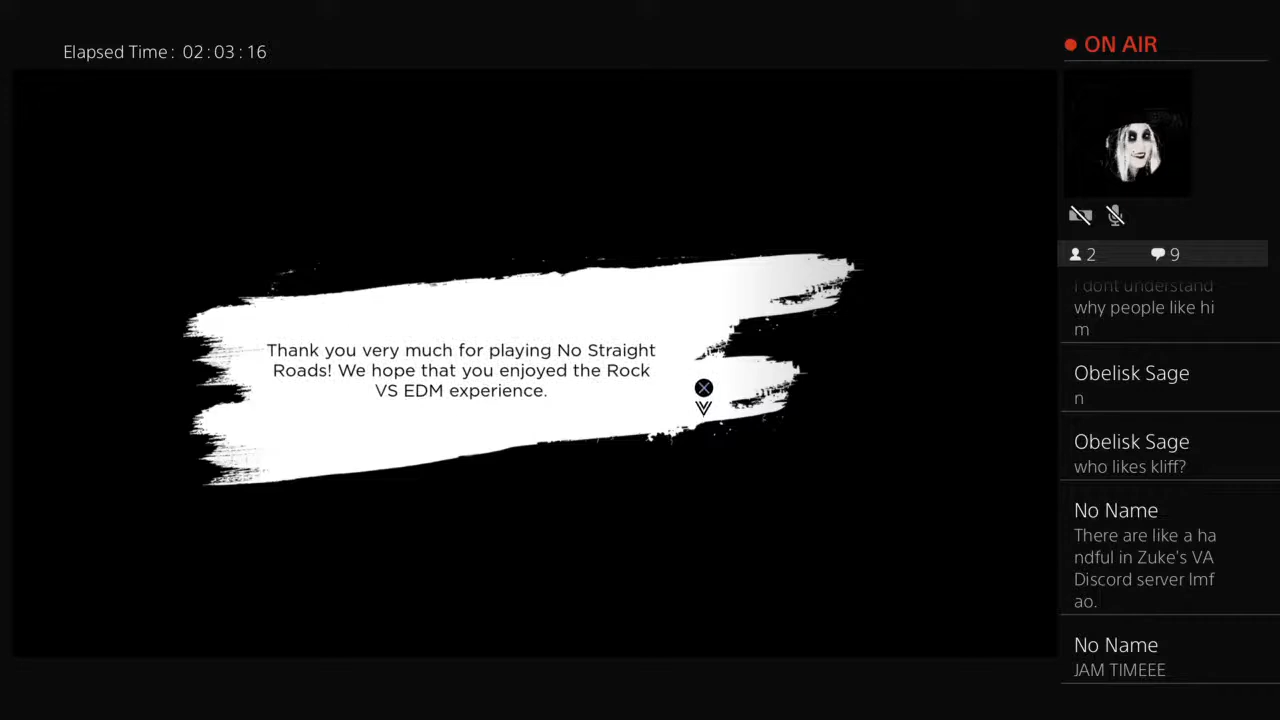 Elapsed Time: 02:03:16
ON AIR
2 9
I dont understand
why people like hi
m
Obelisk Sage
n
Obelisk Sage
who likes kliff?
No Name
There are like a ha
ndful in Zuke's VA
Discord server lmf
ao.
No Name
JAM TIMEEE
Thank you very much for playing No Straight
Roads! We hope that you enjoyed the Rock
VS EDM experience.